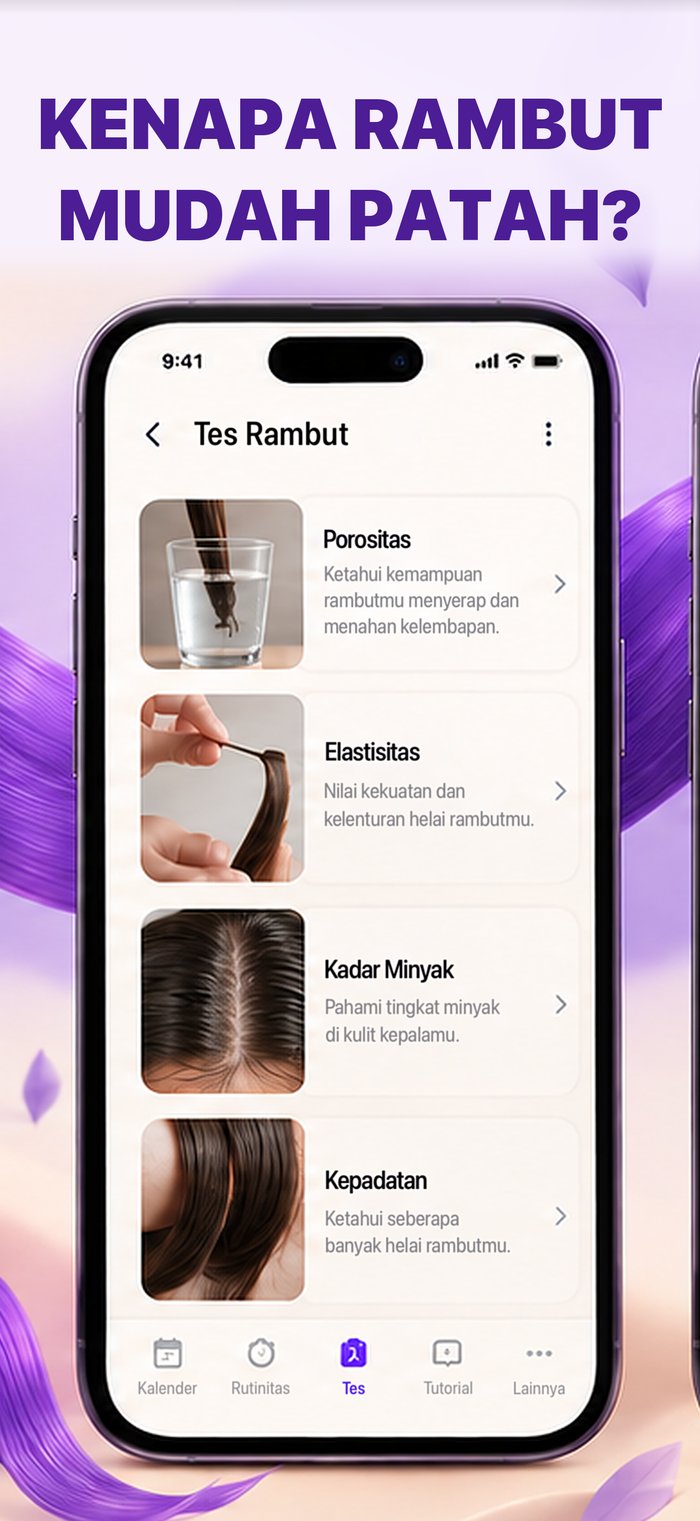 KENAPA RAMBUT
MUDAH PATAH?
9:41
Tes Rambut
Porositas
Ketahui kemampuan
rambutmu menyerap dan
menahan kelembapan.
Elastisitas
Nilai kekuatan dan
kelenturan helai rambutmu.
Kadar Minyak
Pahami tingkat minyak
di kulit kepalamu.
Kepadatan
Ketahui seberapa
banyak helai rambutmu.
Kalender
Rutinitas
Tes
Tutorial
Lainnya